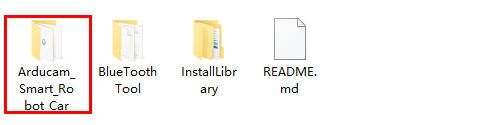 Arducam_
Smart_Ro
bot_Car
BlueTooth
Tool
InstallLibr
ary
README.
md